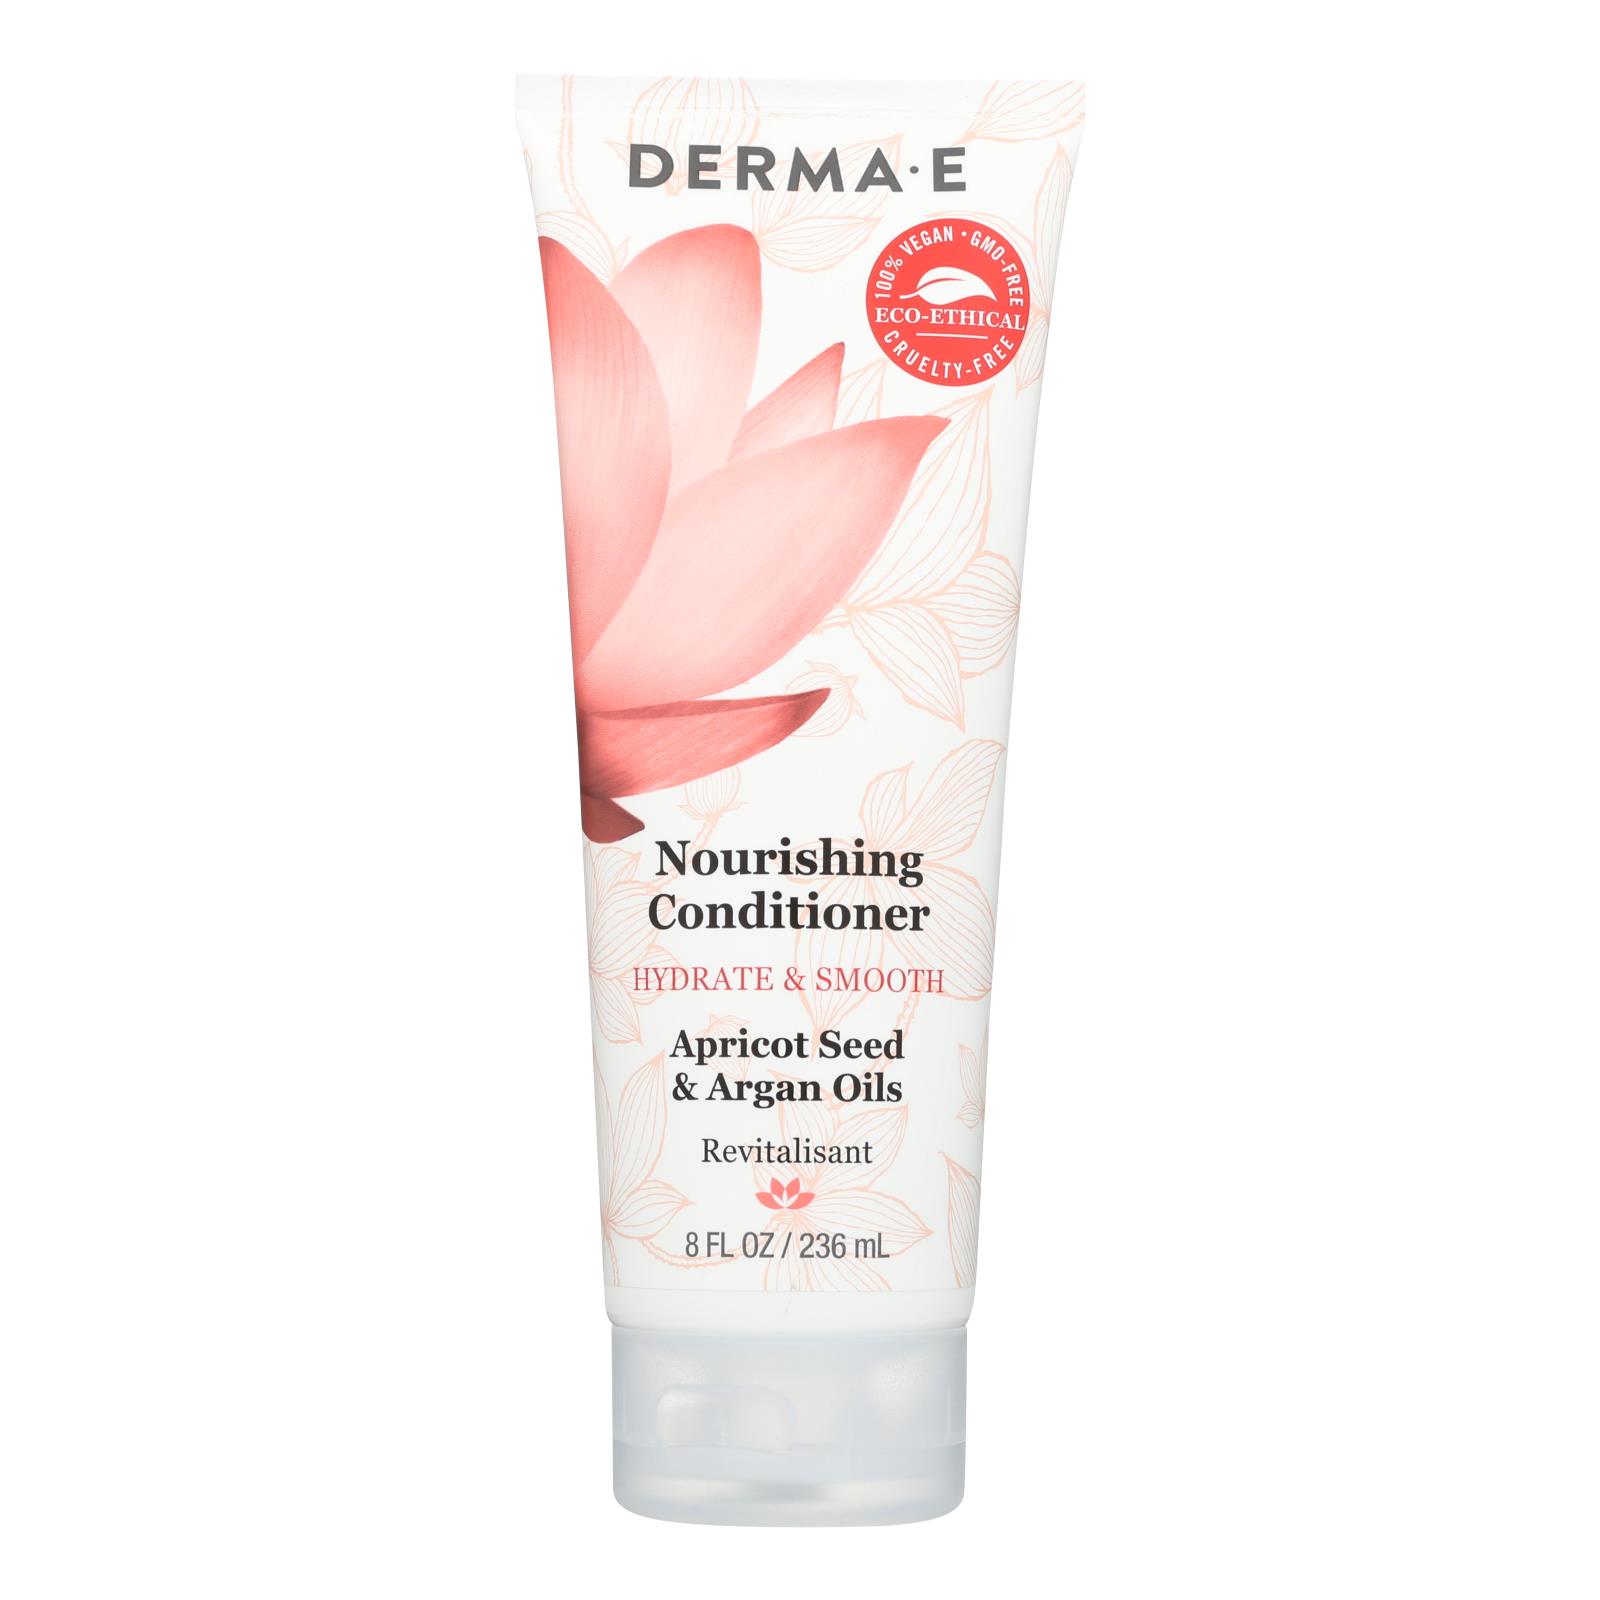 DERMA·E
100% VEGAN • GMO-FREE
ECO-ETHICAL
CRUELTY-FREE
Nourishing
Conditioner
HYDRATE & SMOOTH
Apricot Seed
& Argan Oils
Revitalisant
8 FL OZ / 236 mL